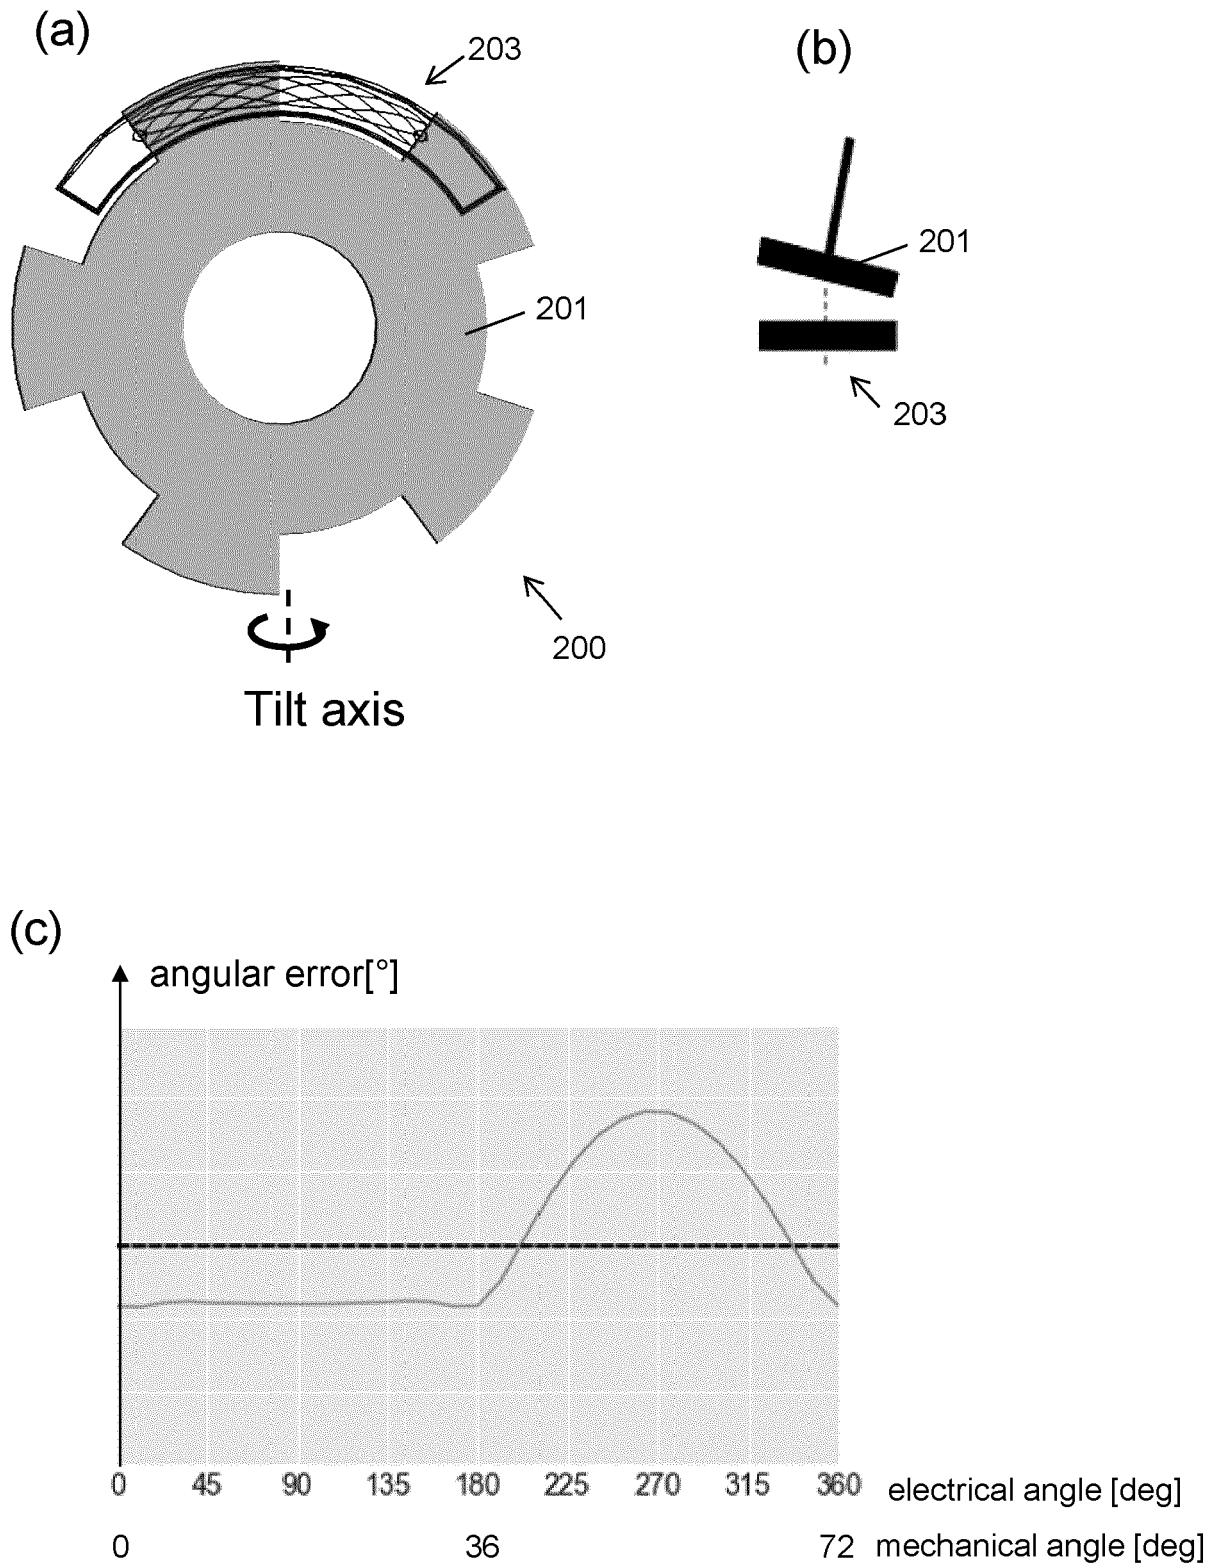 (a)
203
(b)
201
201
203
200
Tilt axis
(c)
angular error[°]
0 45 90 135 180 225 270 315 360 electrical angle [deg]
0 36 72 mechanical angle [deg]